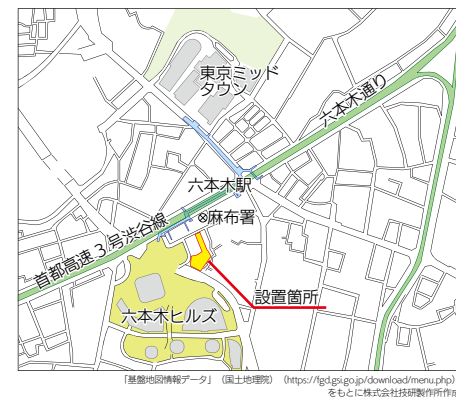 東京ミッド
タウン
六本木通り
六本木駅
⊗麻布署
首都高速3号渋谷線
設置箇所
六本木ヒルズ
「基盤地図情報データ」（国土地理院）（https://fgd.gsi.go.jp/download/menu.php）
をもとに株式会社技研製作所作成